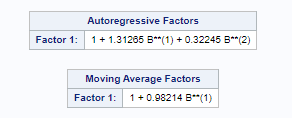 Autoregressive Factors
Factor 1: 1 + 1.31265 B**(1) + 0.32245 B**(2)
Moving Average Factors
Factor 1: 1 + 0.98214 B**(1)